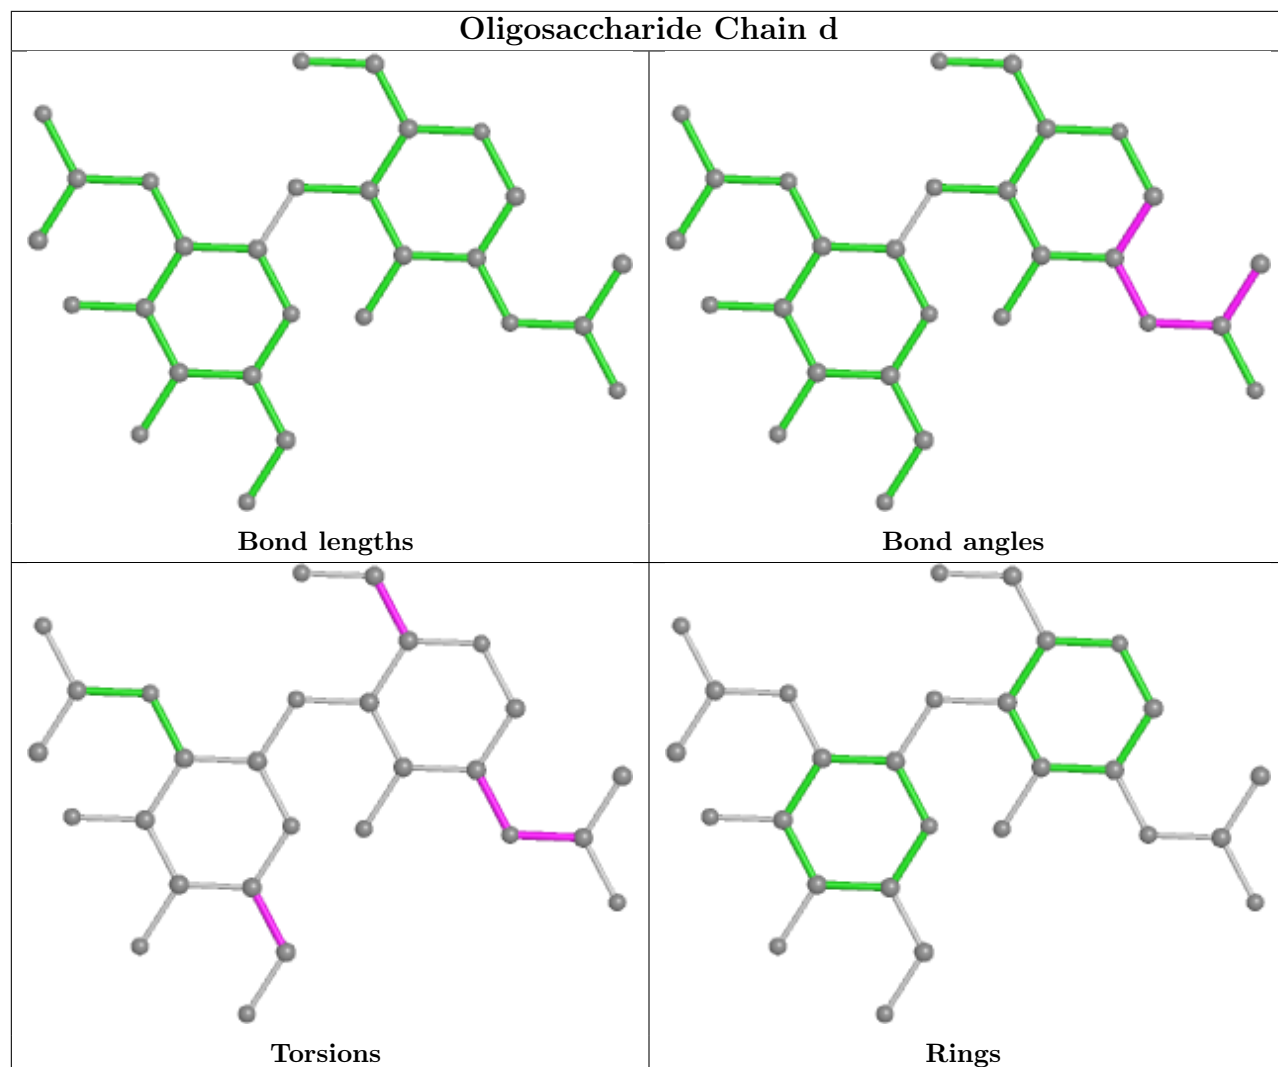 Oligosaccharide Chain d
Bond lengths
Bond angles
Torsions
Rings